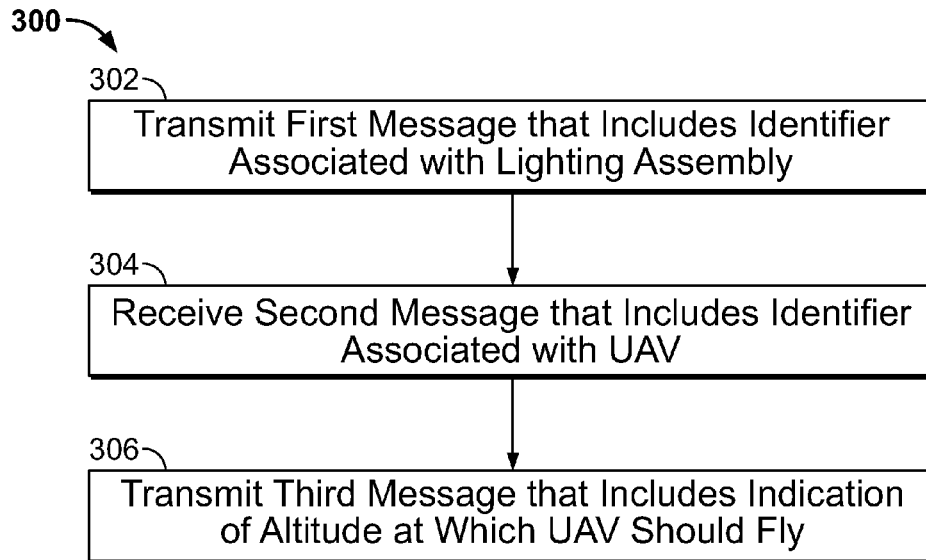 300
302
Transmit First Message that Includes Identifier
Associated with Lighting Assembly
304
Receive Second Message that Includes Identifier
Associated with UAV
306
Transmit Third Message that Includes Indication
of Altitude at Which UAV Should Fly